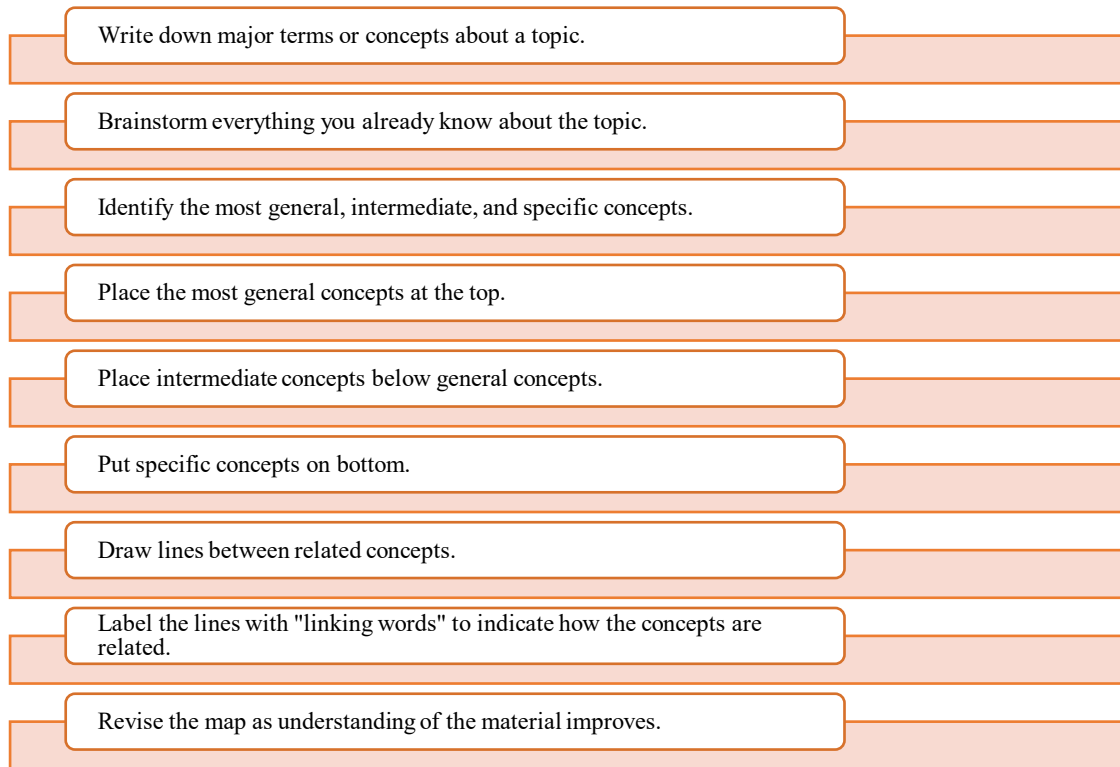 Write down major terms or concepts about a topic.
Brainstorm everything you already know about the topic.
Identify the most general, intermediate, and specific concepts.
Place the most general concepts at the top.
Place intermediate concepts below general concepts.
Put specific concepts on bottom.
Draw lines between related concepts.
Label the lines with "linking words" to indicate how the concepts are
related.
Revise the map as understanding of the material improves.